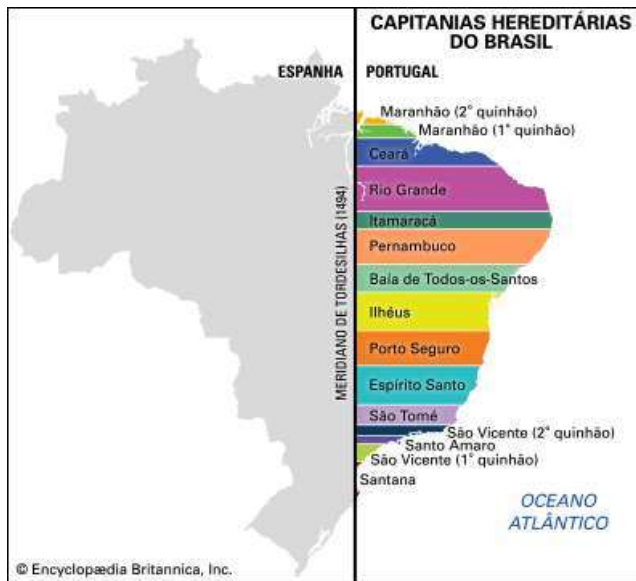 CAPITANIAS HEREDITÁRIAS
DO BRASIL
ESPANHA
PORTUGAL
MERIDIANO DE TORDESILHAS (1494)
Maranhão (2° quinhão)
Maranhão (1° quinhão)
Ceará
Rio Grande
Itamaracá
Pernambuco
Baía de Todos-os-Santos
Ilhéus
Porto Seguro
Espírito Santo
São Tomé
São Vicente (2° quinhão)
Santo Amaro
São Vicente (1° quinhão)
Santana
OCEANO
ATLÂNTICO
© Encyclopædia Britannica, Inc.